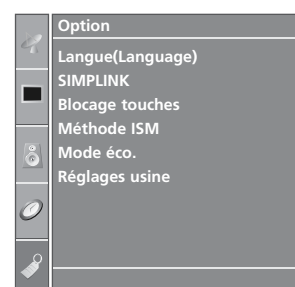 Option
Langue(Language)
SIMPLINK
Blocage touches
Méthode ISM
Mode éco.
Réglages usine